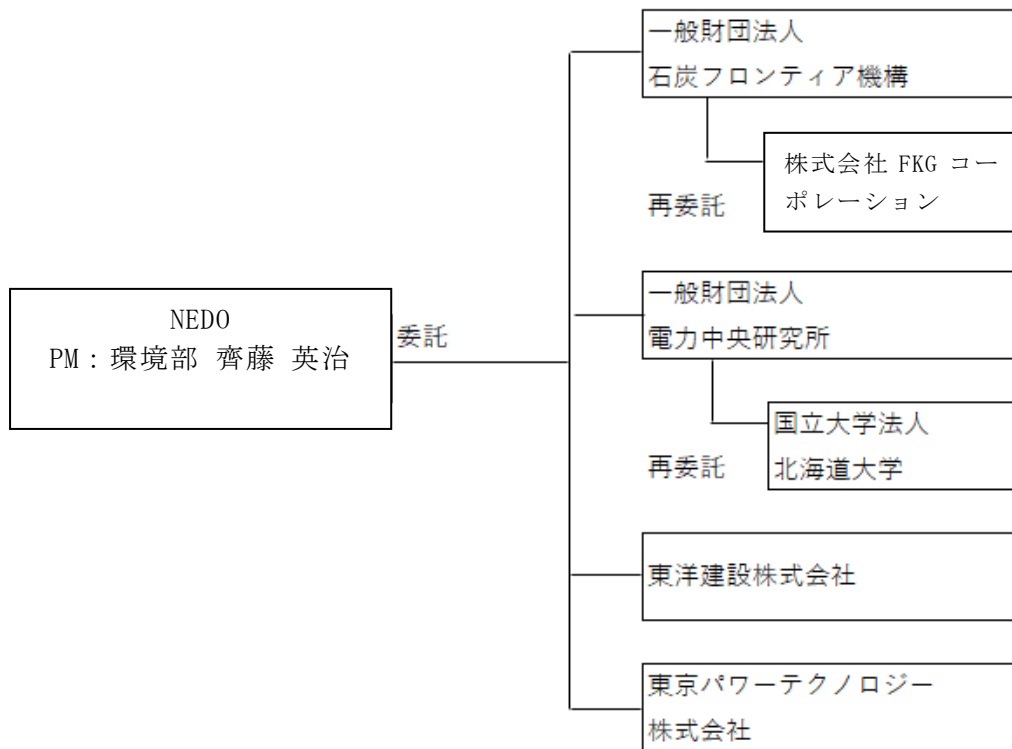 一般財団法人
石炭フロンティア機構
株式会社 FKG コー
ポレーション
再委託
NEDO
PM：環境部 齊藤 英治
委託
一般財団法人
電力中央研究所
国立大学法人
北海道大学
再委託
東洋建設株式会社
東京パワーテクノロジー
株式会社